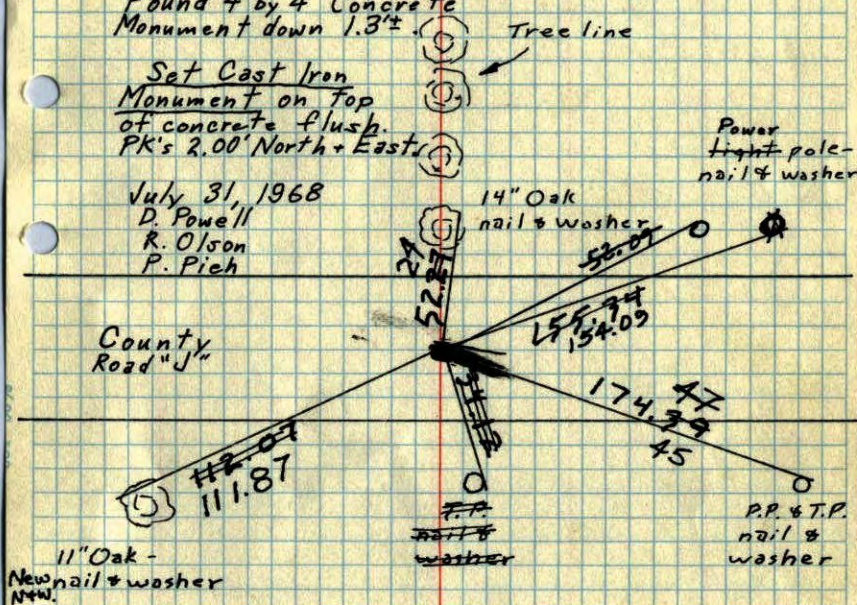 Found 4 by 4 Concrete
Monument down 1.3'±.
Tree line
Set Cast Iron
Monument on Top
of concrete flush.
PK's 2.00' North + East
July 31, 1968
D. Powell
R. Olson
P. Pieh
14" Oak
nail & washer
Power
Light pole-
nail & washer
24
52.27
52.09
155.34
154.09
County
Road "J"
34.12
174.39
47
45
112.07
111.87
T.P.
nail &
washer
P.P. & T.P.
nail &
washer
11" Oak -
New nail & washer
N+W.